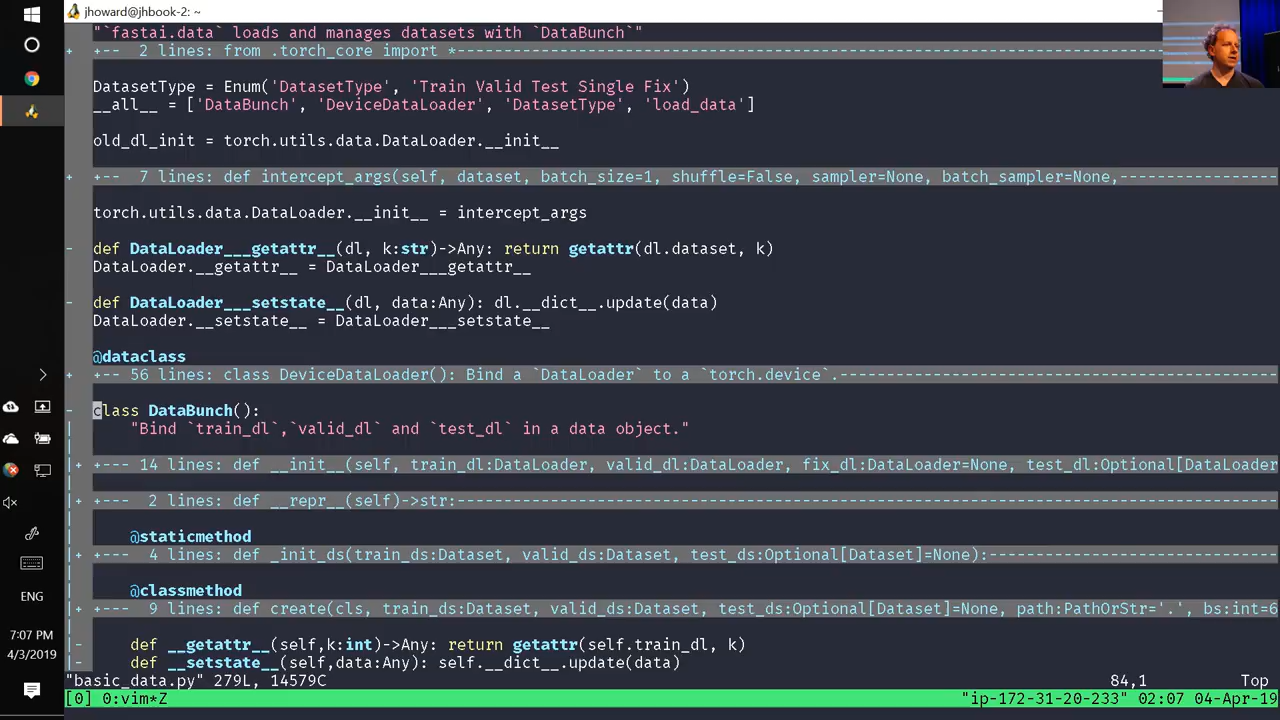 jhoward@jhbook-2: ~
"`fastai.data` loads and manages datasets with `DataBunch`"
+ +-- 2 lines: from .torch_core import *--------------------------------------------------------------------------------
DatasetType = Enum('DatasetType', 'Train Valid Test Single Fix')
__all__ = ['DataBunch', 'DeviceDataLoader', 'DatasetType', 'load_data']
old_dl_init = torch.utils.data.DataLoader.__init__
+ +-- 7 lines: def intercept_args(self, dataset, batch_size=1, shuffle=False, sampler=None, batch_sampler=None,-----------------
torch.utils.data.DataLoader.__init__ = intercept_args
- def DataLoader___getattr__(dl, k:str)->Any: return getattr(dl.dataset, k)
DataLoader.__getattr__ = DataLoader___getattr__
- def DataLoader___setstate__(dl, data:Any): dl.__dict__.update(data)
DataLoader.__setstate__ = DataLoader___setstate__
@dataclass
+ +-- 56 lines: class DeviceDataLoader(): Bind a `DataLoader` to a `torch.device`.-----------------------------------------------
- class DataBunch():
| "Bind `train_dl`,`valid_dl` and `test_dl` in a data object."
|
|+ +--- 14 lines: def __init__(self, train_dl:DataLoader, valid_dl:DataLoader, fix_dl:DataLoader=None, test_dl:Optional[DataLoader
|
|+ +--- 2 lines: def __repr__(self)->str:----------------------------------------------------------------------------------------
|
| @staticmethod
|+ +--- 4 lines: def _init_ds(train_ds:Dataset, valid_ds:Dataset, test_ds:Optional[Dataset]=None):-------------------------------
|
| @classmethod
|+ +--- 9 lines: def create(cls, train_ds:Dataset, valid_ds:Dataset, test_ds:Optional[Dataset]=None, path:PathOrStr='.', bs:int=6
|
|- def __getattr__(self,k:int)->Any: return getattr(self.train_dl, k)
|- def __setstate__(self,data:Any): self.__dict__.update(data)
"basic_data.py" 279L, 14579C 84,1 Top
[0] 0:vim*Z "ip-172-31-20-233" 02:07 04-Apr-19
ENG
7:07 PM
4/3/2019